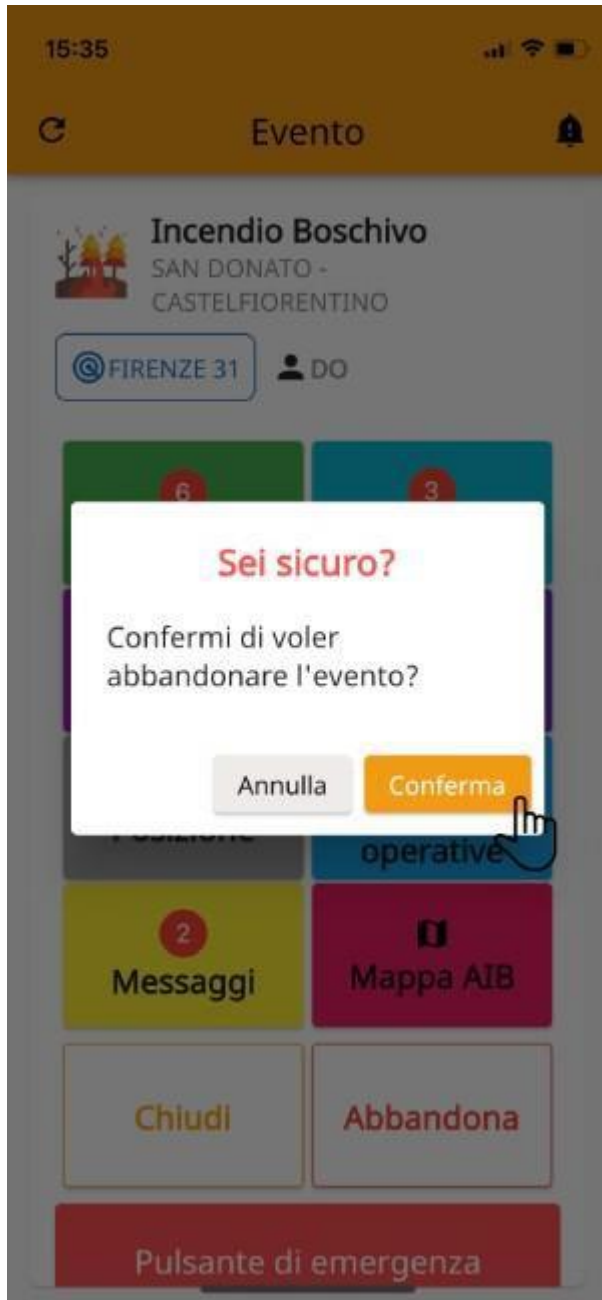 15:35
Evento
Incendio Boschivo
SAN DONATO -
CASTELFIORENTINO
FIRENZE 31 DO
6 3
Sei sicuro?
Confermi di voler
abbandonare l'evento?
Annulla Conferma
Posizione operative
2
Messaggi Mappa AIB
Chiudi Abbandona
Pulsante di emergenza